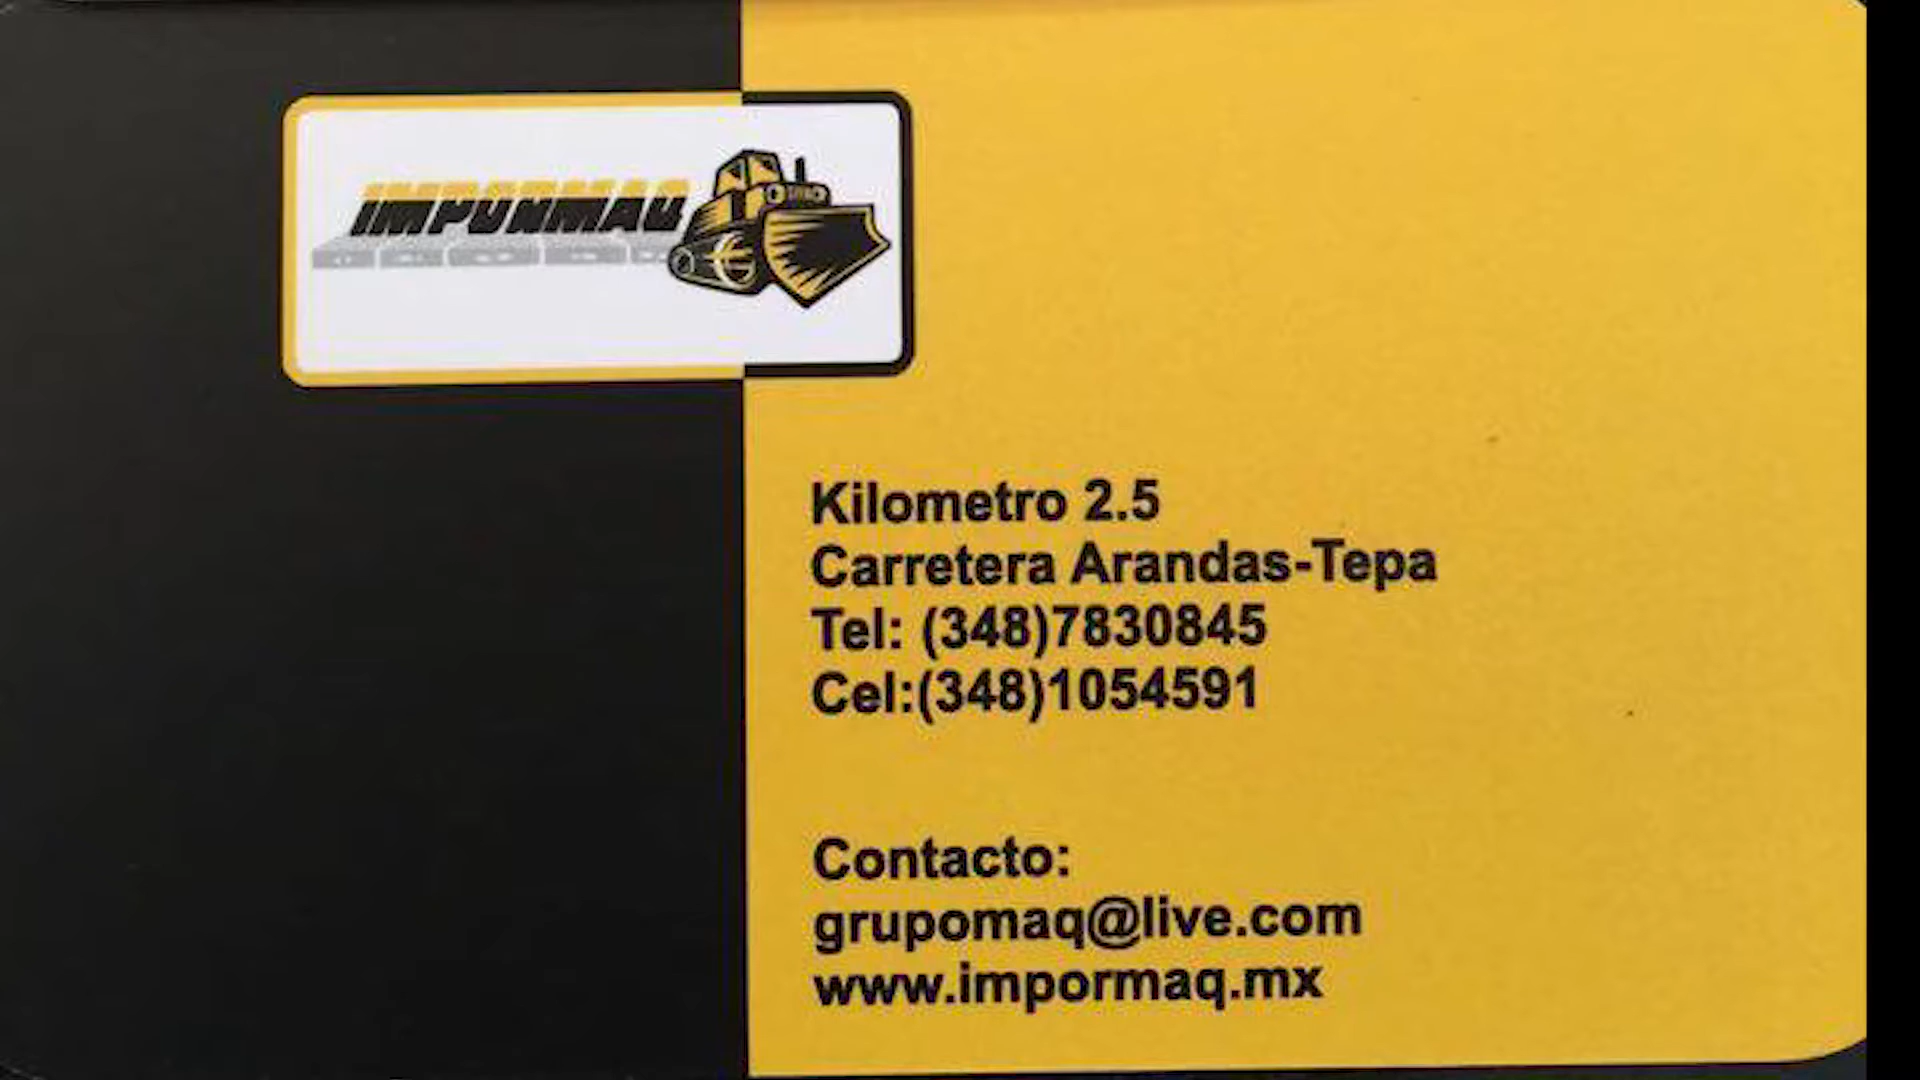 IMPORMAQ
Kilometro 2.5
Carretera Arandas-Tepa
Tel: (348)7830845
Cel:(348)1054591
Contacto:
grupomaq@live.com
www.impormaq.mx